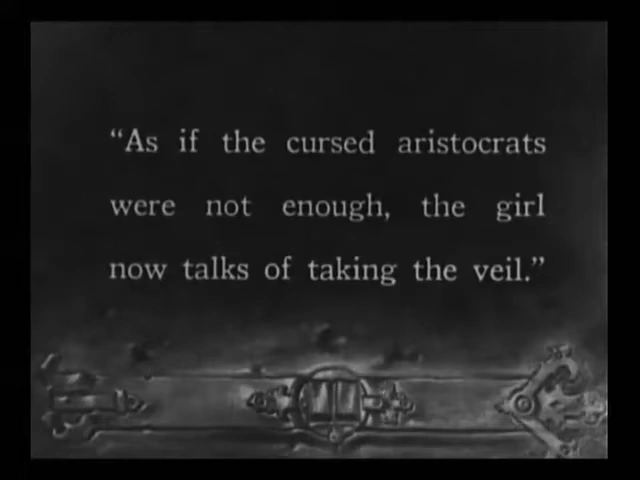 “As if the cursed aristocrats
were not enough, the girl
now talks of taking the veil.”